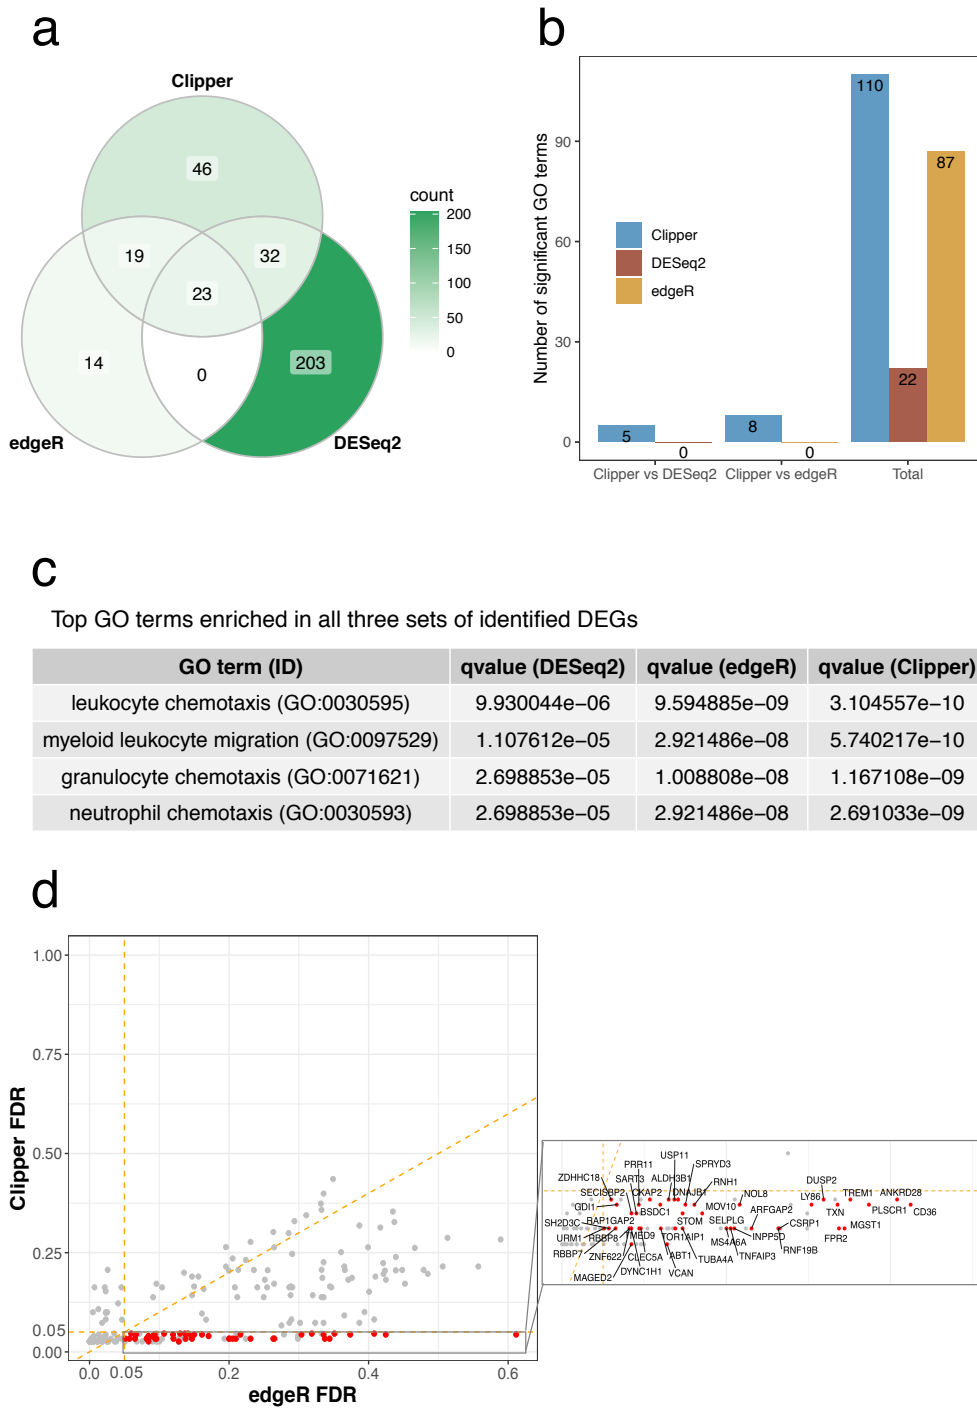 a
Clipper
46
19
32
23
14
0
203
edgeR
DESeq2
count
200
150
100
50
0
b
Number of significant GO terms
90
60
30
0
Clipper
DESeq2
edgeR
5
0
8
0
110
22
87
Clipper vs DESeq2
Clipper vs edgeR
Total
c
Top GO terms enriched in all three sets of identified DEGs
GO term (ID) qvalue (DESeq2) qvalue (edgeR) qvalue (Clipper)
leukocyte chemotaxis (GO:0030595) 9.930044e−06 9.594885e−09 3.104557e−10
myeloid leukocyte migration (GO:0097529) 1.107612e−05 2.921486e−08 5.740217e−10
granulocyte chemotaxis (GO:0071621) 2.698853e−05 1.008808e−08 1.167108e−09
neutrophil chemotaxis (GO:0030593) 2.698853e−05 2.921486e−08 2.691033e−09
d
Clipper FDR
1.00
0.75
0.50
0.25
0.05
0.00
0.0
0.05
0.2
0.4
0.6
edgeR FDR
USP11
PRR11
SPRYD3
ZDHHC18
SART3
ALDH3B1
RNH1
DUSP2
SECISBP2
CKAP2
DNAJB1
NOL8
LY86
TREM1
ANKRD28
GDI1
BSDC1
MOV10
TXN
PLSCR1
CD36
SH2D3C
RAP1GAP2
STOM
SELPLG
ARFGAP2
CSRP1
MGST1
URM1
RBBP8
TMED9
TOR1AIP1
INPP5D
FPR2
RBBP7
ZNF622
CLEC5A
ABT1
MS4A6A
TNFAIP3
RNF19B
TUBA4A
MAGED2
DYNC1H1
VCAN